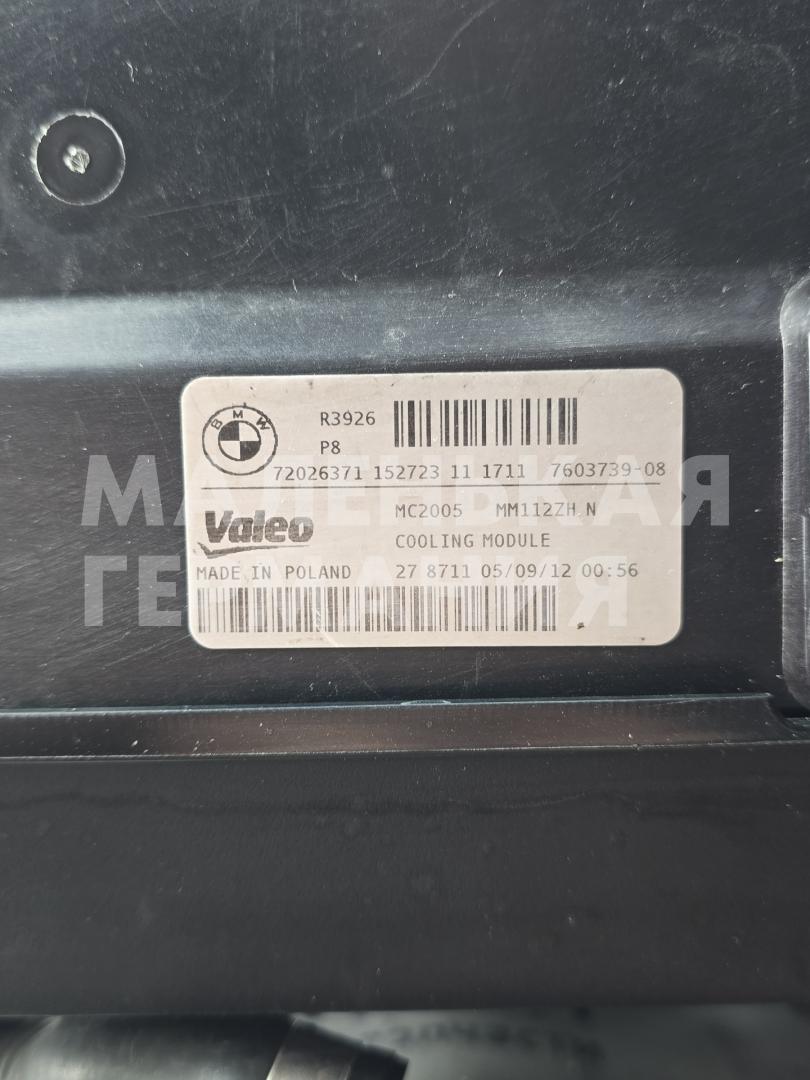 BMW
R3926
P8
72026371 152723 11 1711 7603739-08
МАЛЕНЬКАЯ
ГЕРМАНИЯ
Valeo
MC2005 MM112ZH N
COOLING MODULE
MADE IN POLAND 27 8711 05/09/12 00:56